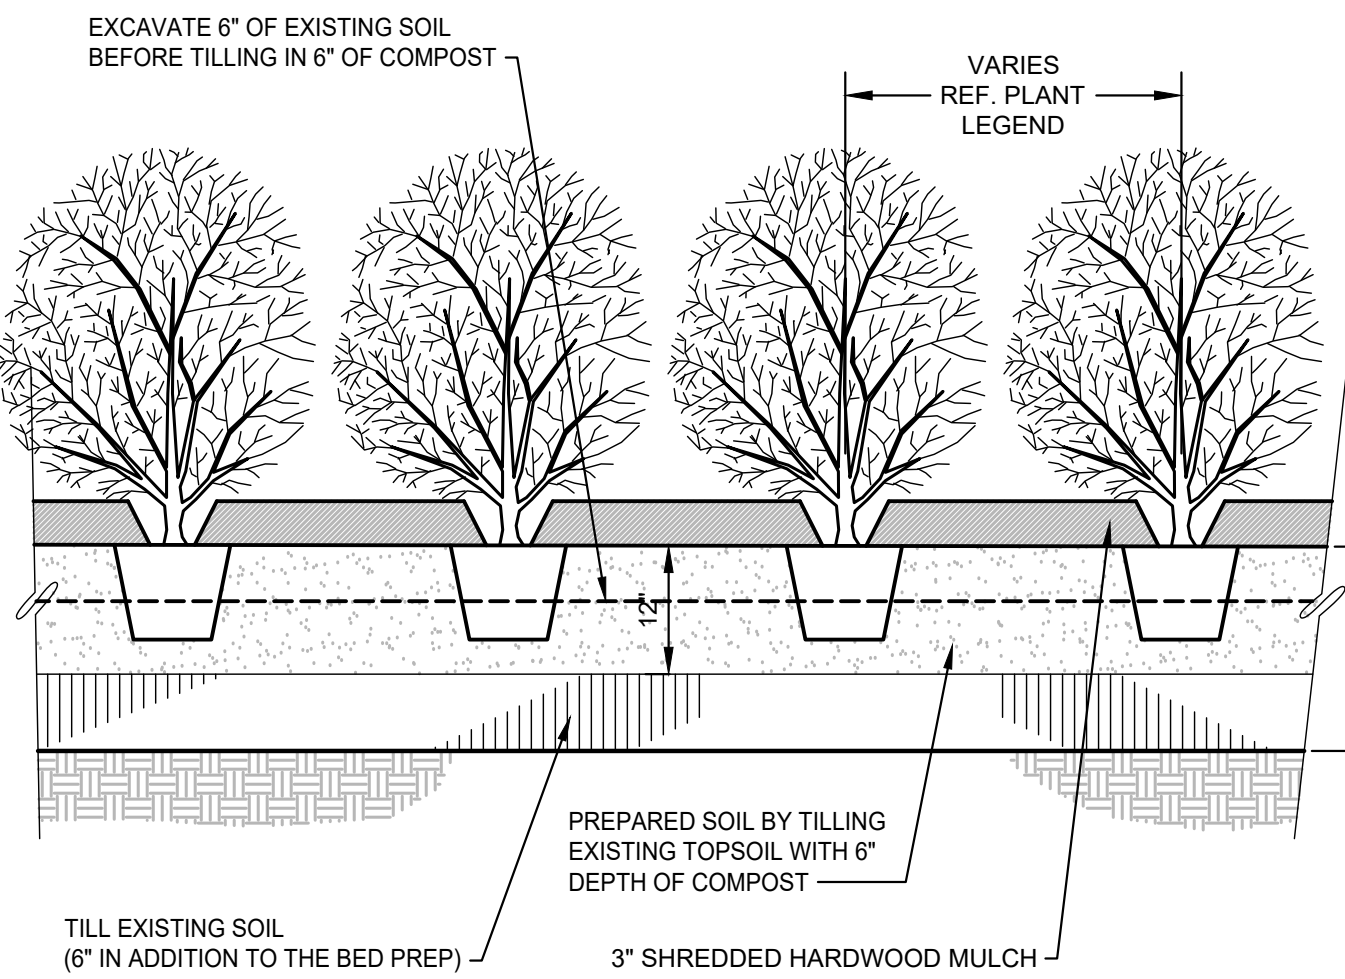 EXCAVATE 6" OF EXISTING SOIL
BEFORE TILLING IN 6" OF COMPOST
VARIES
REF. PLANT
LEGEND
12"
PREPARED SOIL BY TILLING
EXISTING TOPSOIL WITH 6"
DEPTH OF COMPOST
TILL EXISTING SOIL
(6" IN ADDITION TO THE BED PREP)
3" SHREDDED HARDWOOD MULCH